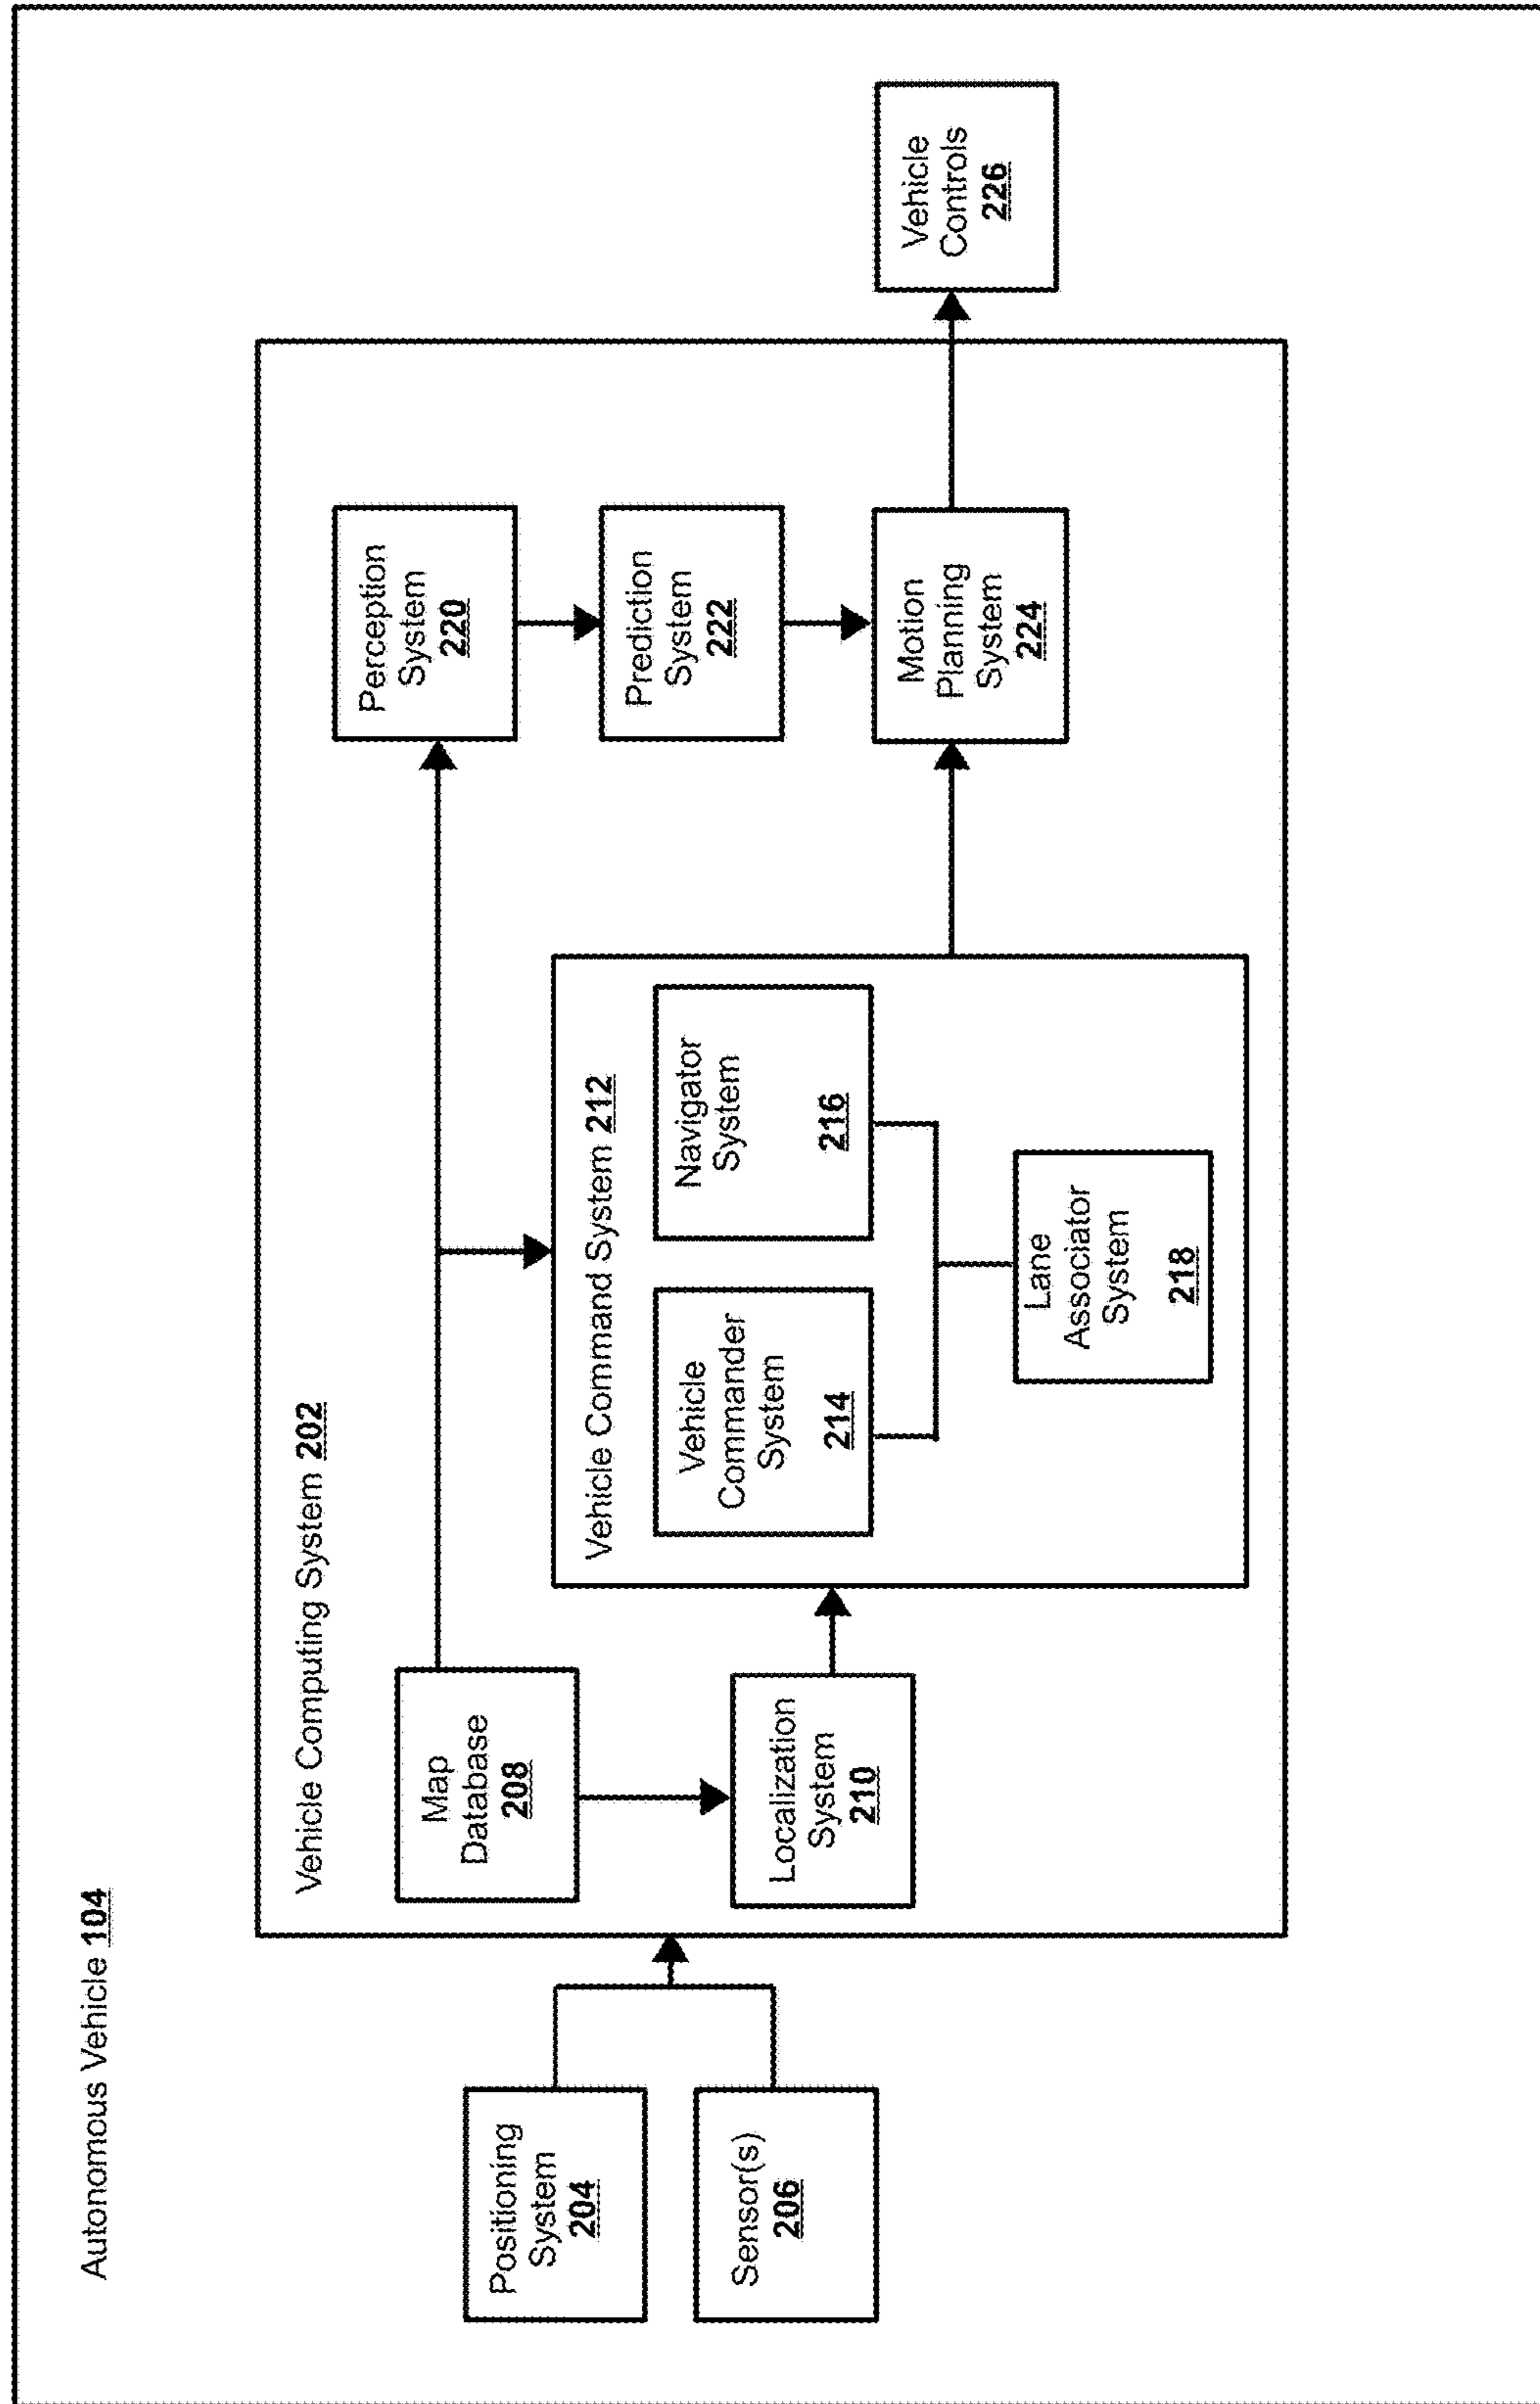 Autonomous Vehicle 104
Vehicle Computing System 202
Positioning
System
204
Sensor(s)
206
Map
Database
208
Localization
System
210
Vehicle Command System 212
Vehicle
Commander
System
214
Navigator
System
216
Lane
Associator
System
218
Perception
System
220
Prediction
System
222
Motion
Planning
System
224
Vehicle
Controls
226